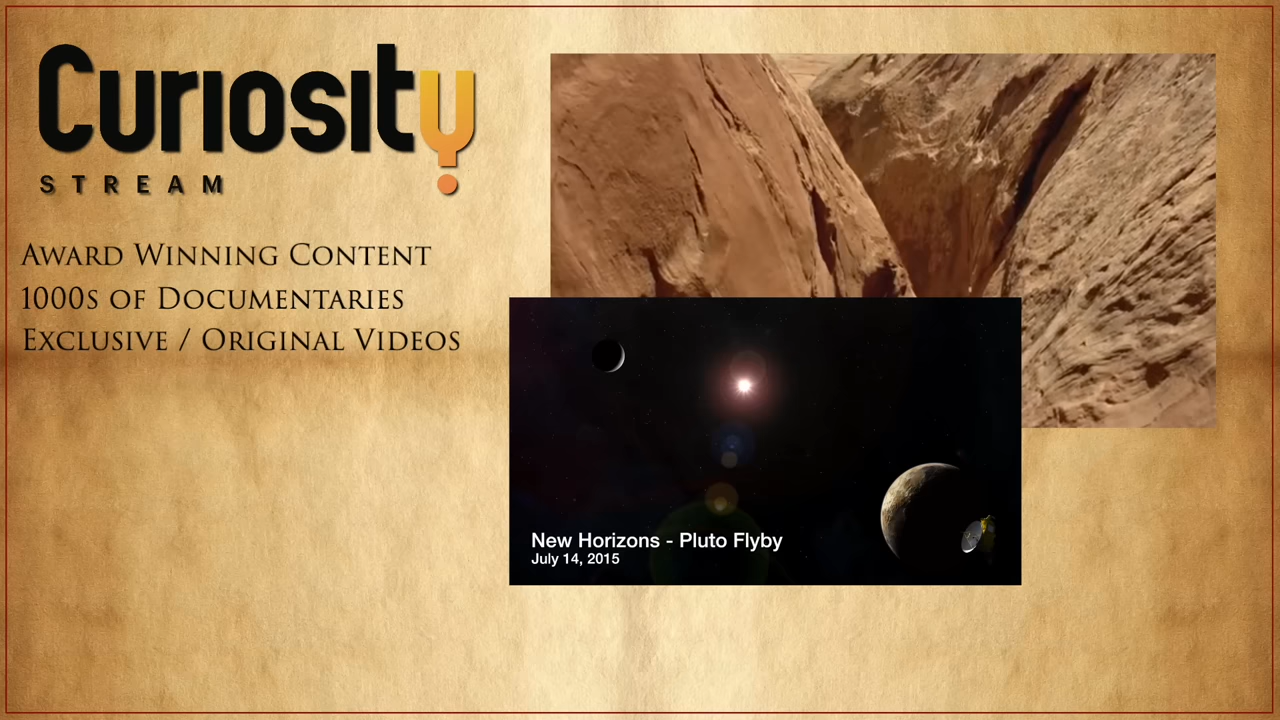 Curiosity
STREAM
AWARD WINNING CONTENT
1000S OF DOCUMENTARIES
EXCLUSIVE / ORIGINAL VIDEOS
New Horizons - Pluto Flyby
July 14, 2015